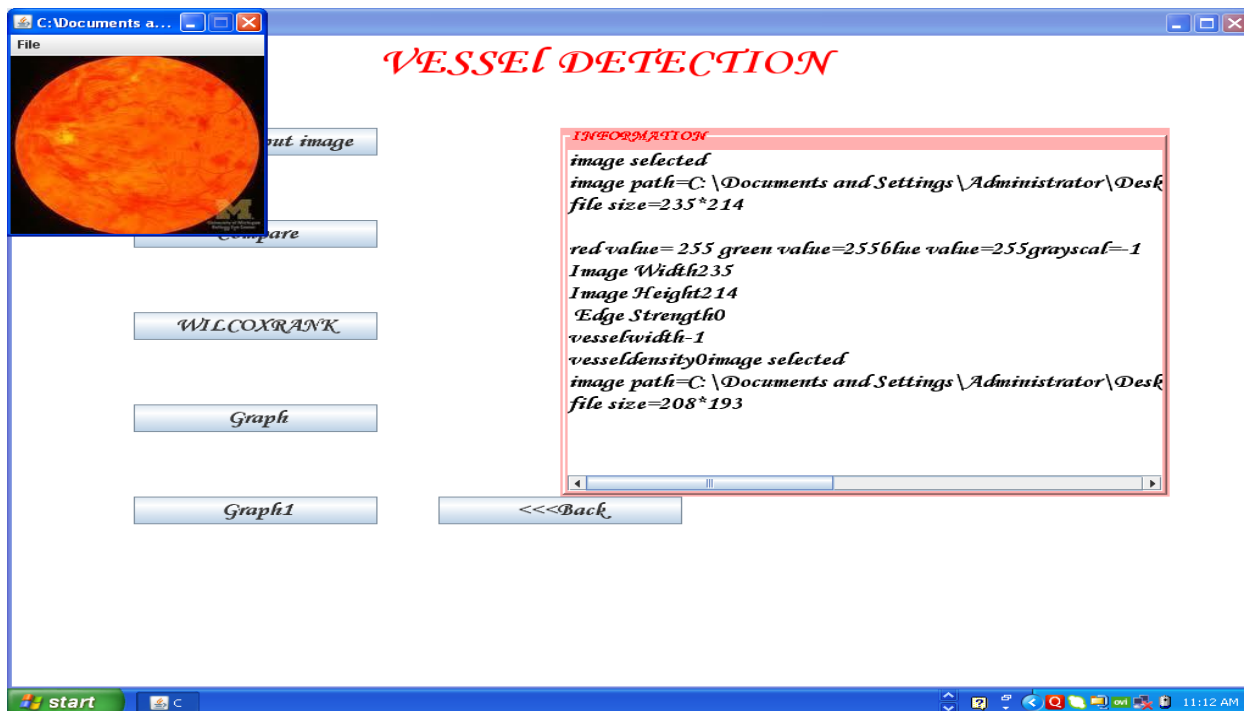 C:\Documents a...
File
VESSEl DETECTION
put image
Compare
WILCOXRANK
Graph
Graph1
<<<Back
INFORMATION
image selected
image path=C:\Documents and Settings\Administrator\Desk
file size=235*214
red value= 255 green value=255blue value=255grayscal=-1
Image Width235
Image Height214
Edge Strength0
vesselwidth-1
vesseldensity0image selected
image path=C:\Documents and Settings\Administrator\Desk
file size=208*193
start
C
ovi
11:12 AM